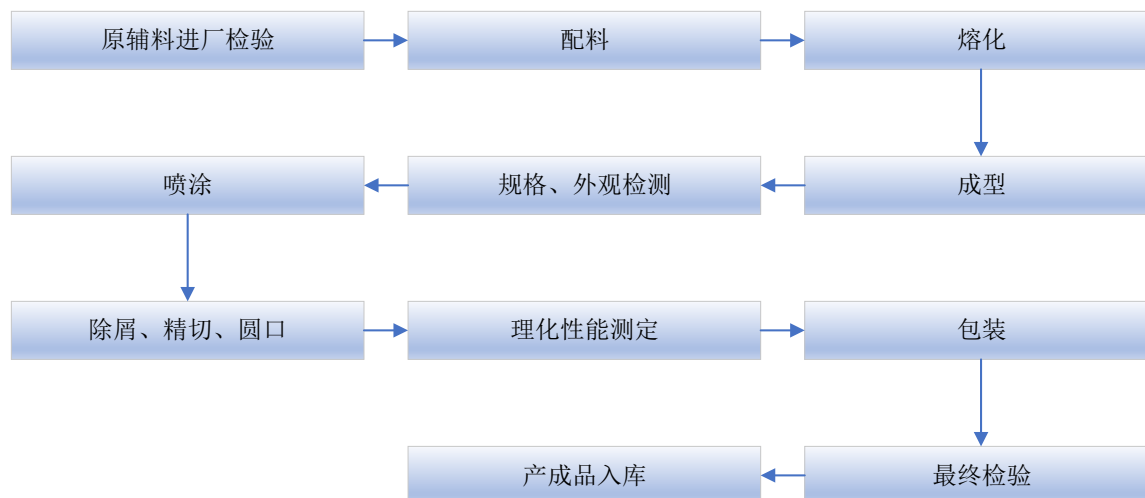 原辅料进厂检验
配料
熔化
成型
规格、外观检测
喷涂
除屑、精切、圆口
理化性能测定
包装
最终检验
产成品入库